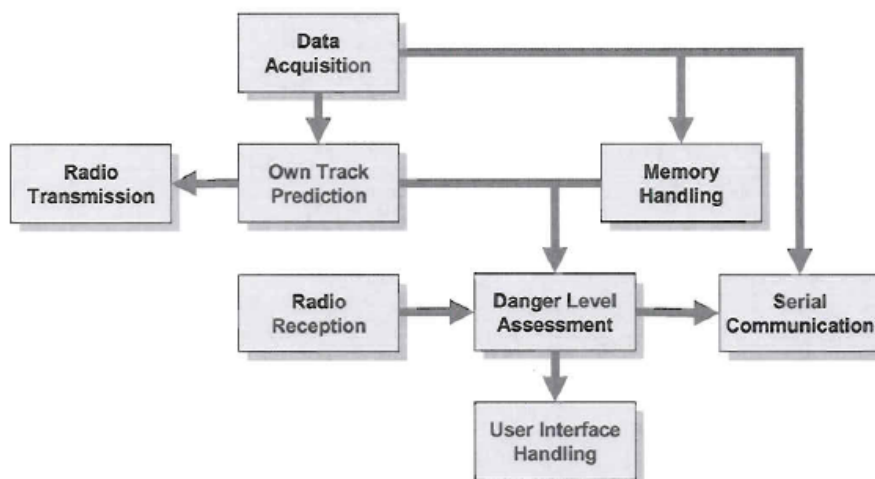 Data
Acquisition
Radio
Transmission
Own Track
Prediction
Memory
Handling
Radio
Reception
Danger Level
Assessment
Serial
Communication
User Interface
Handling